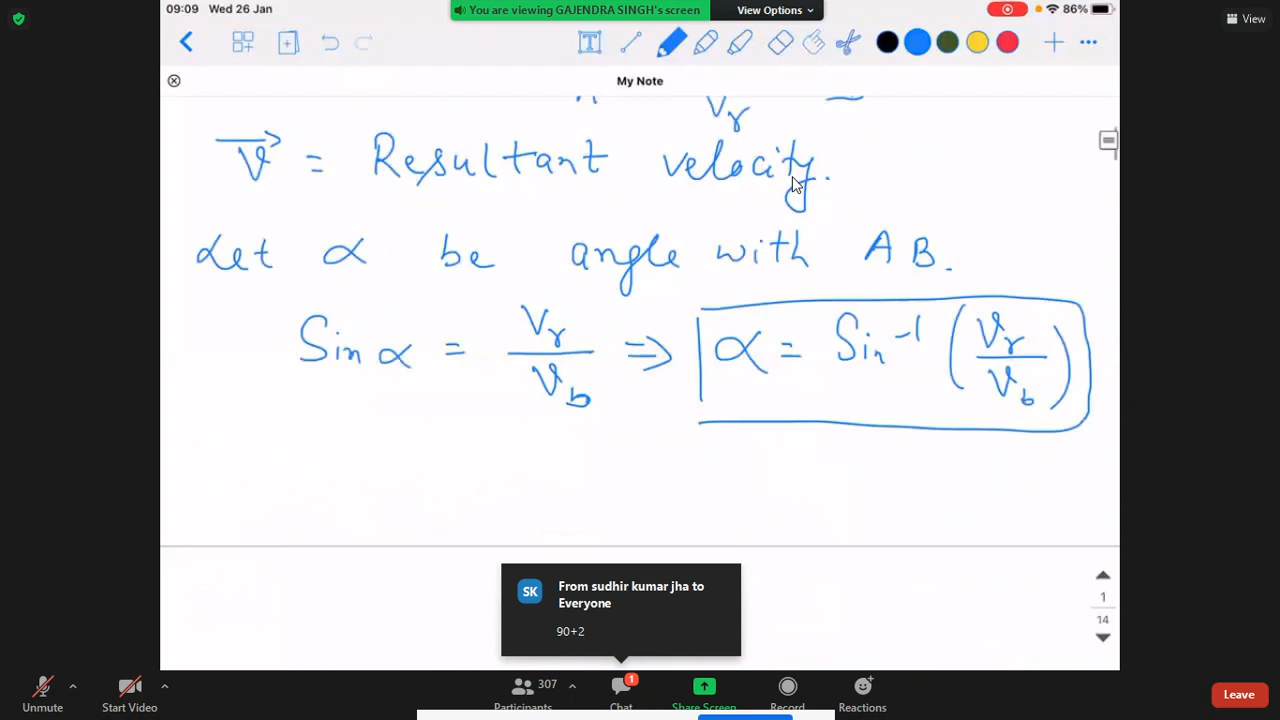 09:09 Wed 26 Jan
You are viewing GAJENDRA SINGH's screen
View Options
86%
View
My Note
Vr
V = Resultant velocity.
Let α be angle with AB.
Sin α = Vr/Vb ⇒ α = Sin⁻¹ (Vr/Vb)
From sudhir kumar jha to
Everyone
90+2
1
14
307
1
Unmute
Start Video
Participants
Chat
Share Screen
Record
Reactions
Leave